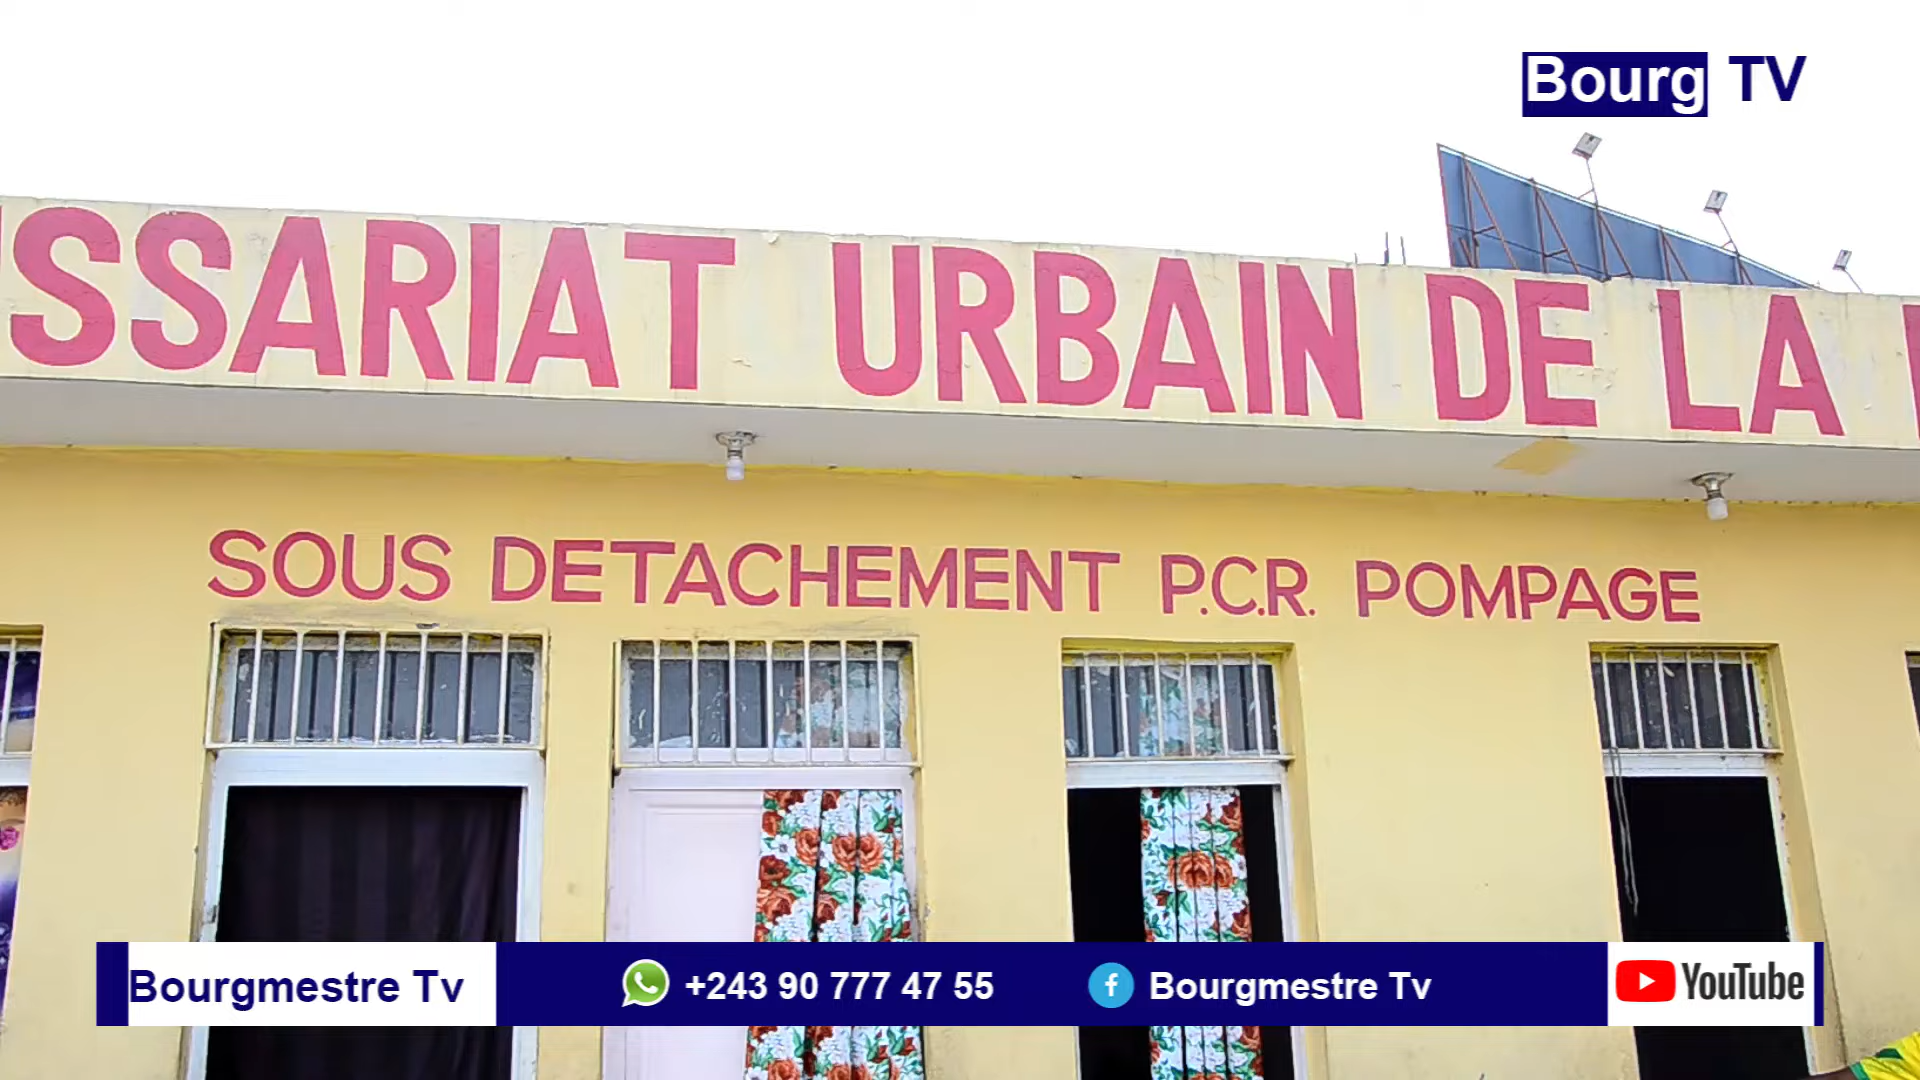 Bourg TV
SSARIAT URBAIN DE LA
SOUS DETACHEMENT P.C.R. POMPAGE
Bourgmestre Tv +243 90 777 47 55 Bourgmestre Tv YouTube